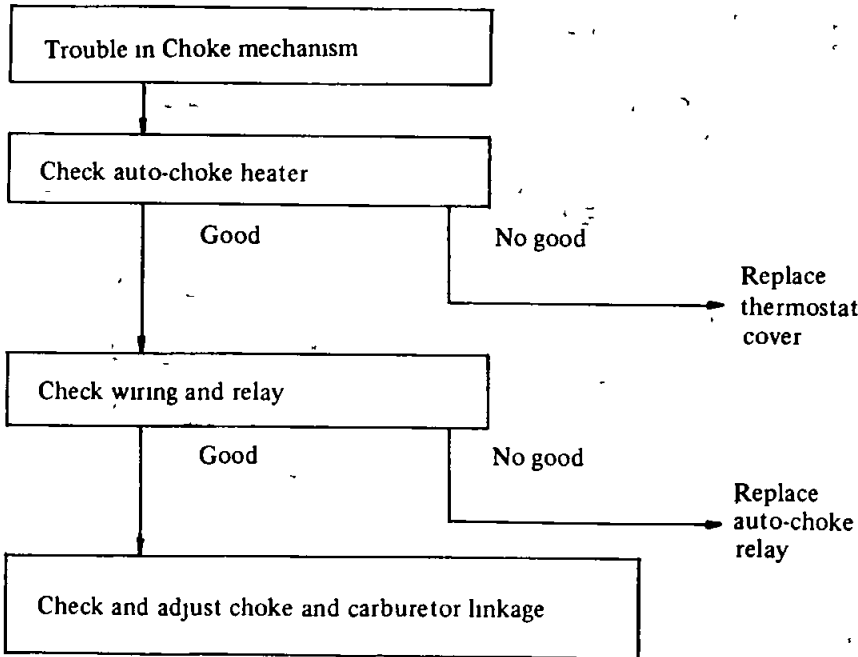 Trouble in Choke mechanism
Check auto-choke heater
Good
No good
Replace
thermostat
cover
Check wiring and relay
Good
No good
Replace
auto-choke
relay
Check and adjust choke and carburetor linkage